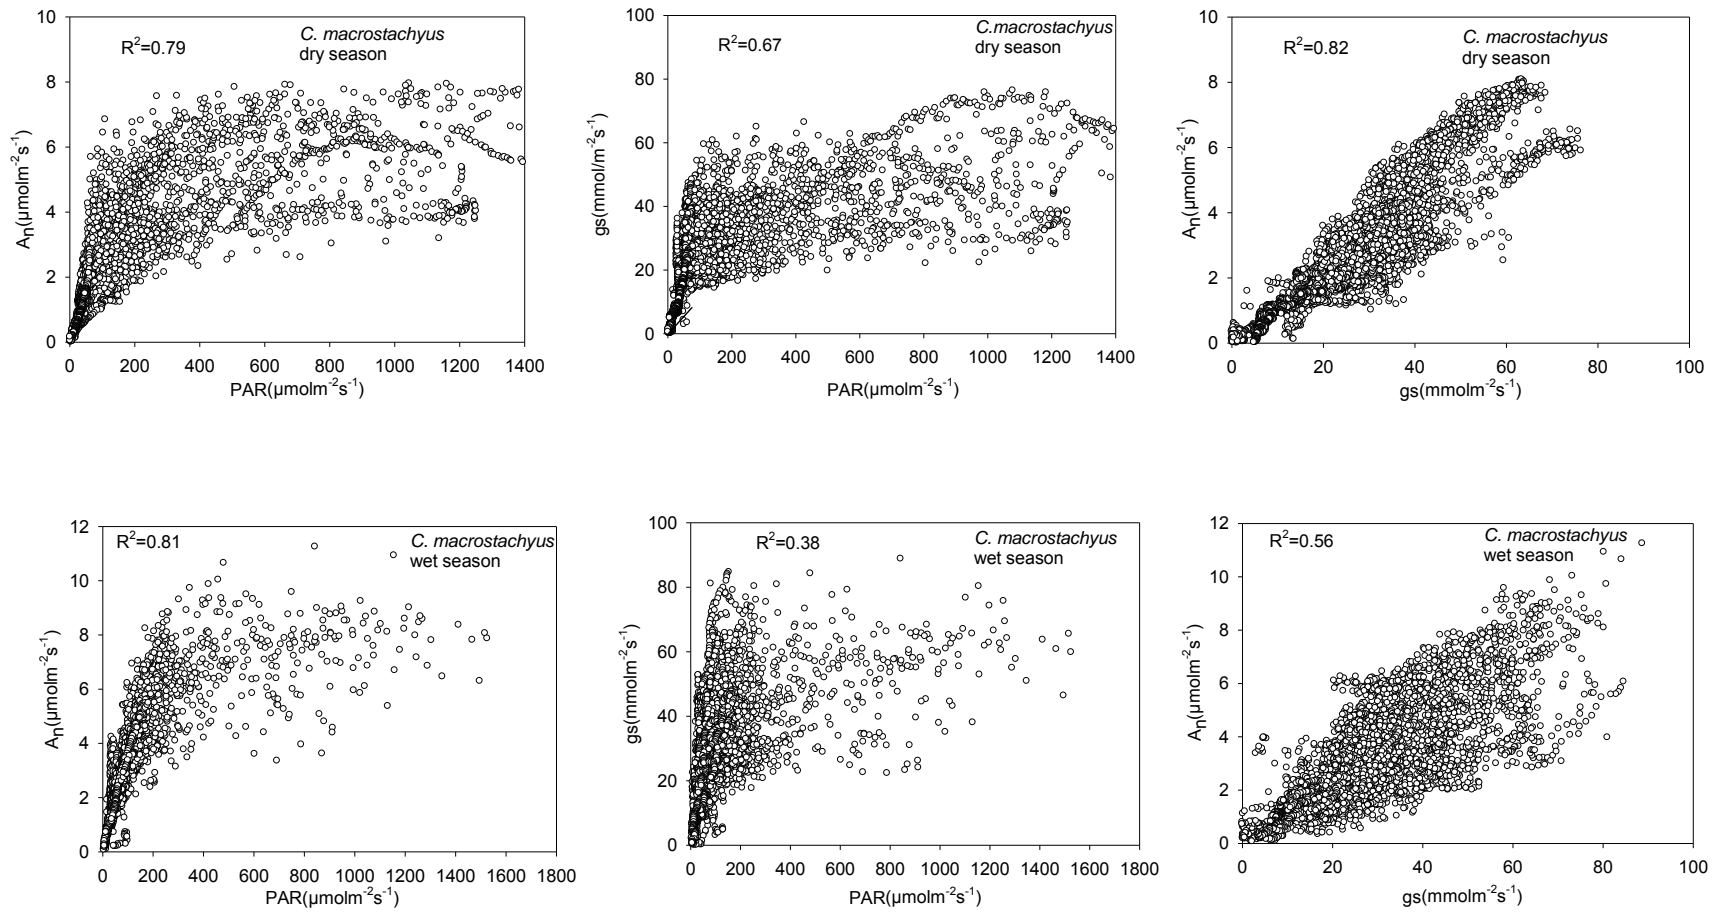 R²=0.79
C. macrostachyus
dry season
10
8
6
4
2
0
Aₙ(µmolm⁻²s⁻¹)
0 200 400 600 800 1000 1200 1400
PAR(µmolm⁻²s⁻¹)
R²=0.67
C.macrostachyus
dry season
100
80
60
40
20
0
gs(mmol/m⁻²s⁻¹)
0 200 400 600 800 1000 1200 1400
PAR(µmolm⁻²s⁻¹)
R²=0.82
C. macrostachyus
dry season
10
8
6
4
2
0
Aₙ(µmolm⁻²s⁻¹)
0 20 40 60 80 100
gs(mmolm⁻²s⁻¹)
R²=0.81
C. macrostachyus
wet season
12
10
8
6
4
2
0
Aₙ(µmolm⁻²s⁻¹)
0 200 400 600 800 1000 1200 1400 1600 1800
PAR(µmolm⁻²s⁻¹)
R²=0.38
C. macrostachyus
wet season
100
80
60
40
20
0
gs(mmolm⁻²s⁻¹)
0 200 400 600 800 1000 1200 1400 1600 1800
PAR(µmolm⁻²s⁻¹)
R²=0.56
C. macrostachyus
wet season
12
10
8
6
4
2
0
Aₙ(µmolm⁻²s⁻¹)
0 20 40 60 80 100
gs(mmolm⁻²s⁻¹)